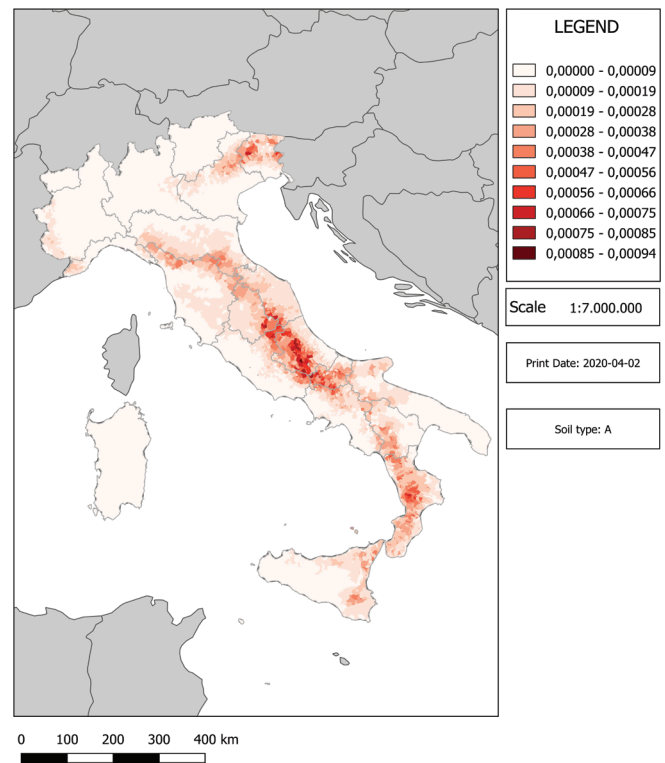 LEGEND
0,00000 - 0,00009
0,00009 - 0,00019
0,00019 - 0,00028
0,00028 - 0,00038
0,00038 - 0,00047
0,00047 - 0,00056
0,00056 - 0,00066
0,00066 - 0,00075
0,00075 - 0,00085
0,00085 - 0,00094
Scale 1:7.000.000
Print Date: 2020-04-02
Soil type: A
0 100 200 300 400 km